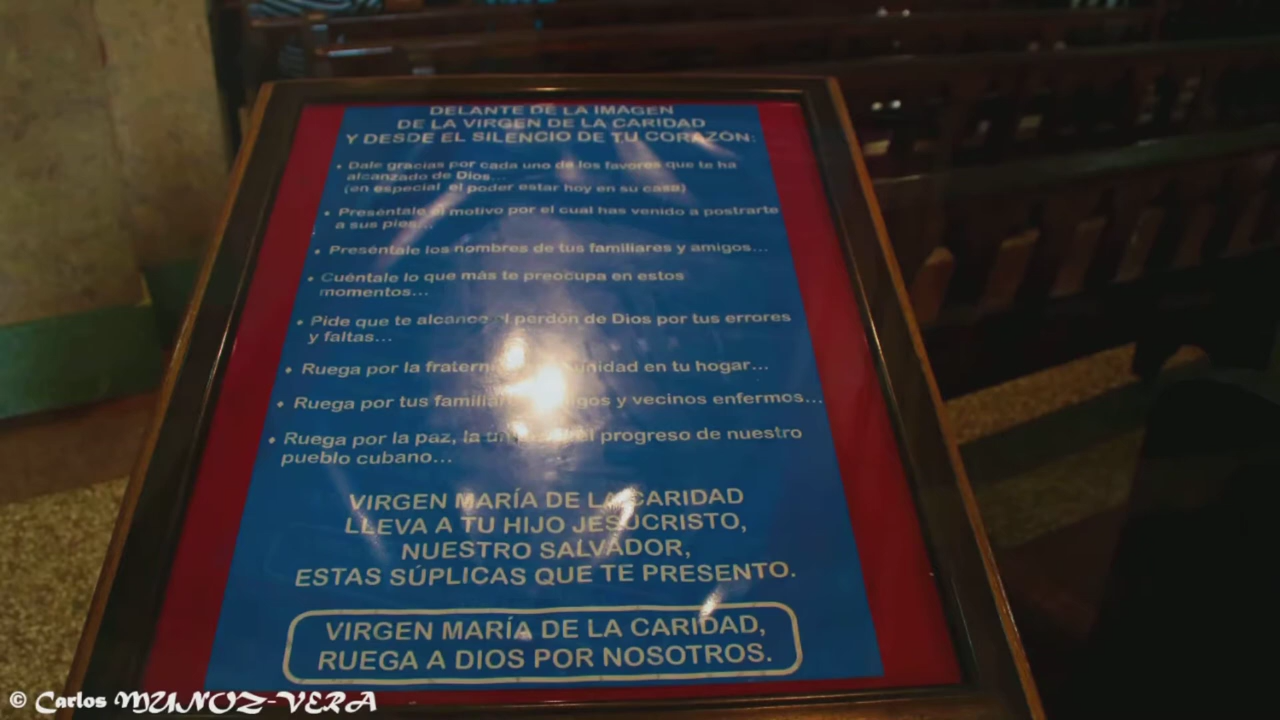 DELANTE DE LA IMAGEN
DE LA VIRGEN DE LA CARIDAD
Y DESDE EL SILENCIO DE TU CORAZÓN:
• Dale gracias por cada uno de los favores que te ha
alcanzado de Dios...
(en especial el poder estar hoy en su casa)
• Preséntale el motivo por el cual has venido a postrarte
a sus pies...
• Preséntale los nombres de tus familiares y amigos...
• Cuéntale lo que más te preocupa en estos
momentos...
• Pide que te alcance el perdón de Dios por tus errores
y faltas...
• Ruega por la unidad en tu hogar...
• Ruega por tus y vecinos enfermos...
• Ruega por la paz, la el progreso de nuestro
pueblo cubano...
VIRGEN MARÍA DE LA CARIDAD
LLEVA A TU HIJO JESUCRISTO,
NUESTRO SALVADOR,
ESTAS SÚPLICAS QUE TE PRESENTO.
VIRGEN MARÍA DE LA CARIDAD,
RUEGA A DIOS POR NOSOTROS.
© Carlos MUNOZ-VERA